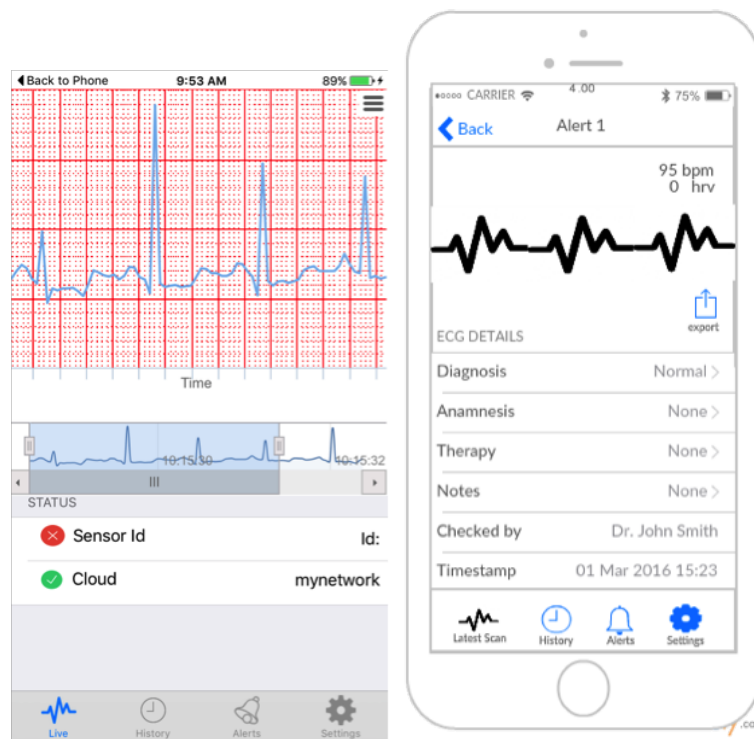 Back to Phone 9:53 AM 89%
Time
10:15:30 10:15:32
STATUS
Sensor Id Id:
Cloud mynetwork
Live History Alerts Settings
CARRIER 4.00 75%
Back Alert 1
95 bpm
0 hrv
export
ECG DETAILS
Diagnosis Normal
Anamnesis None
Therapy None
Notes None
Checked by Dr. John Smith
Timestamp 01 Mar 2016 15:23
Latest Scan History Alerts Settings